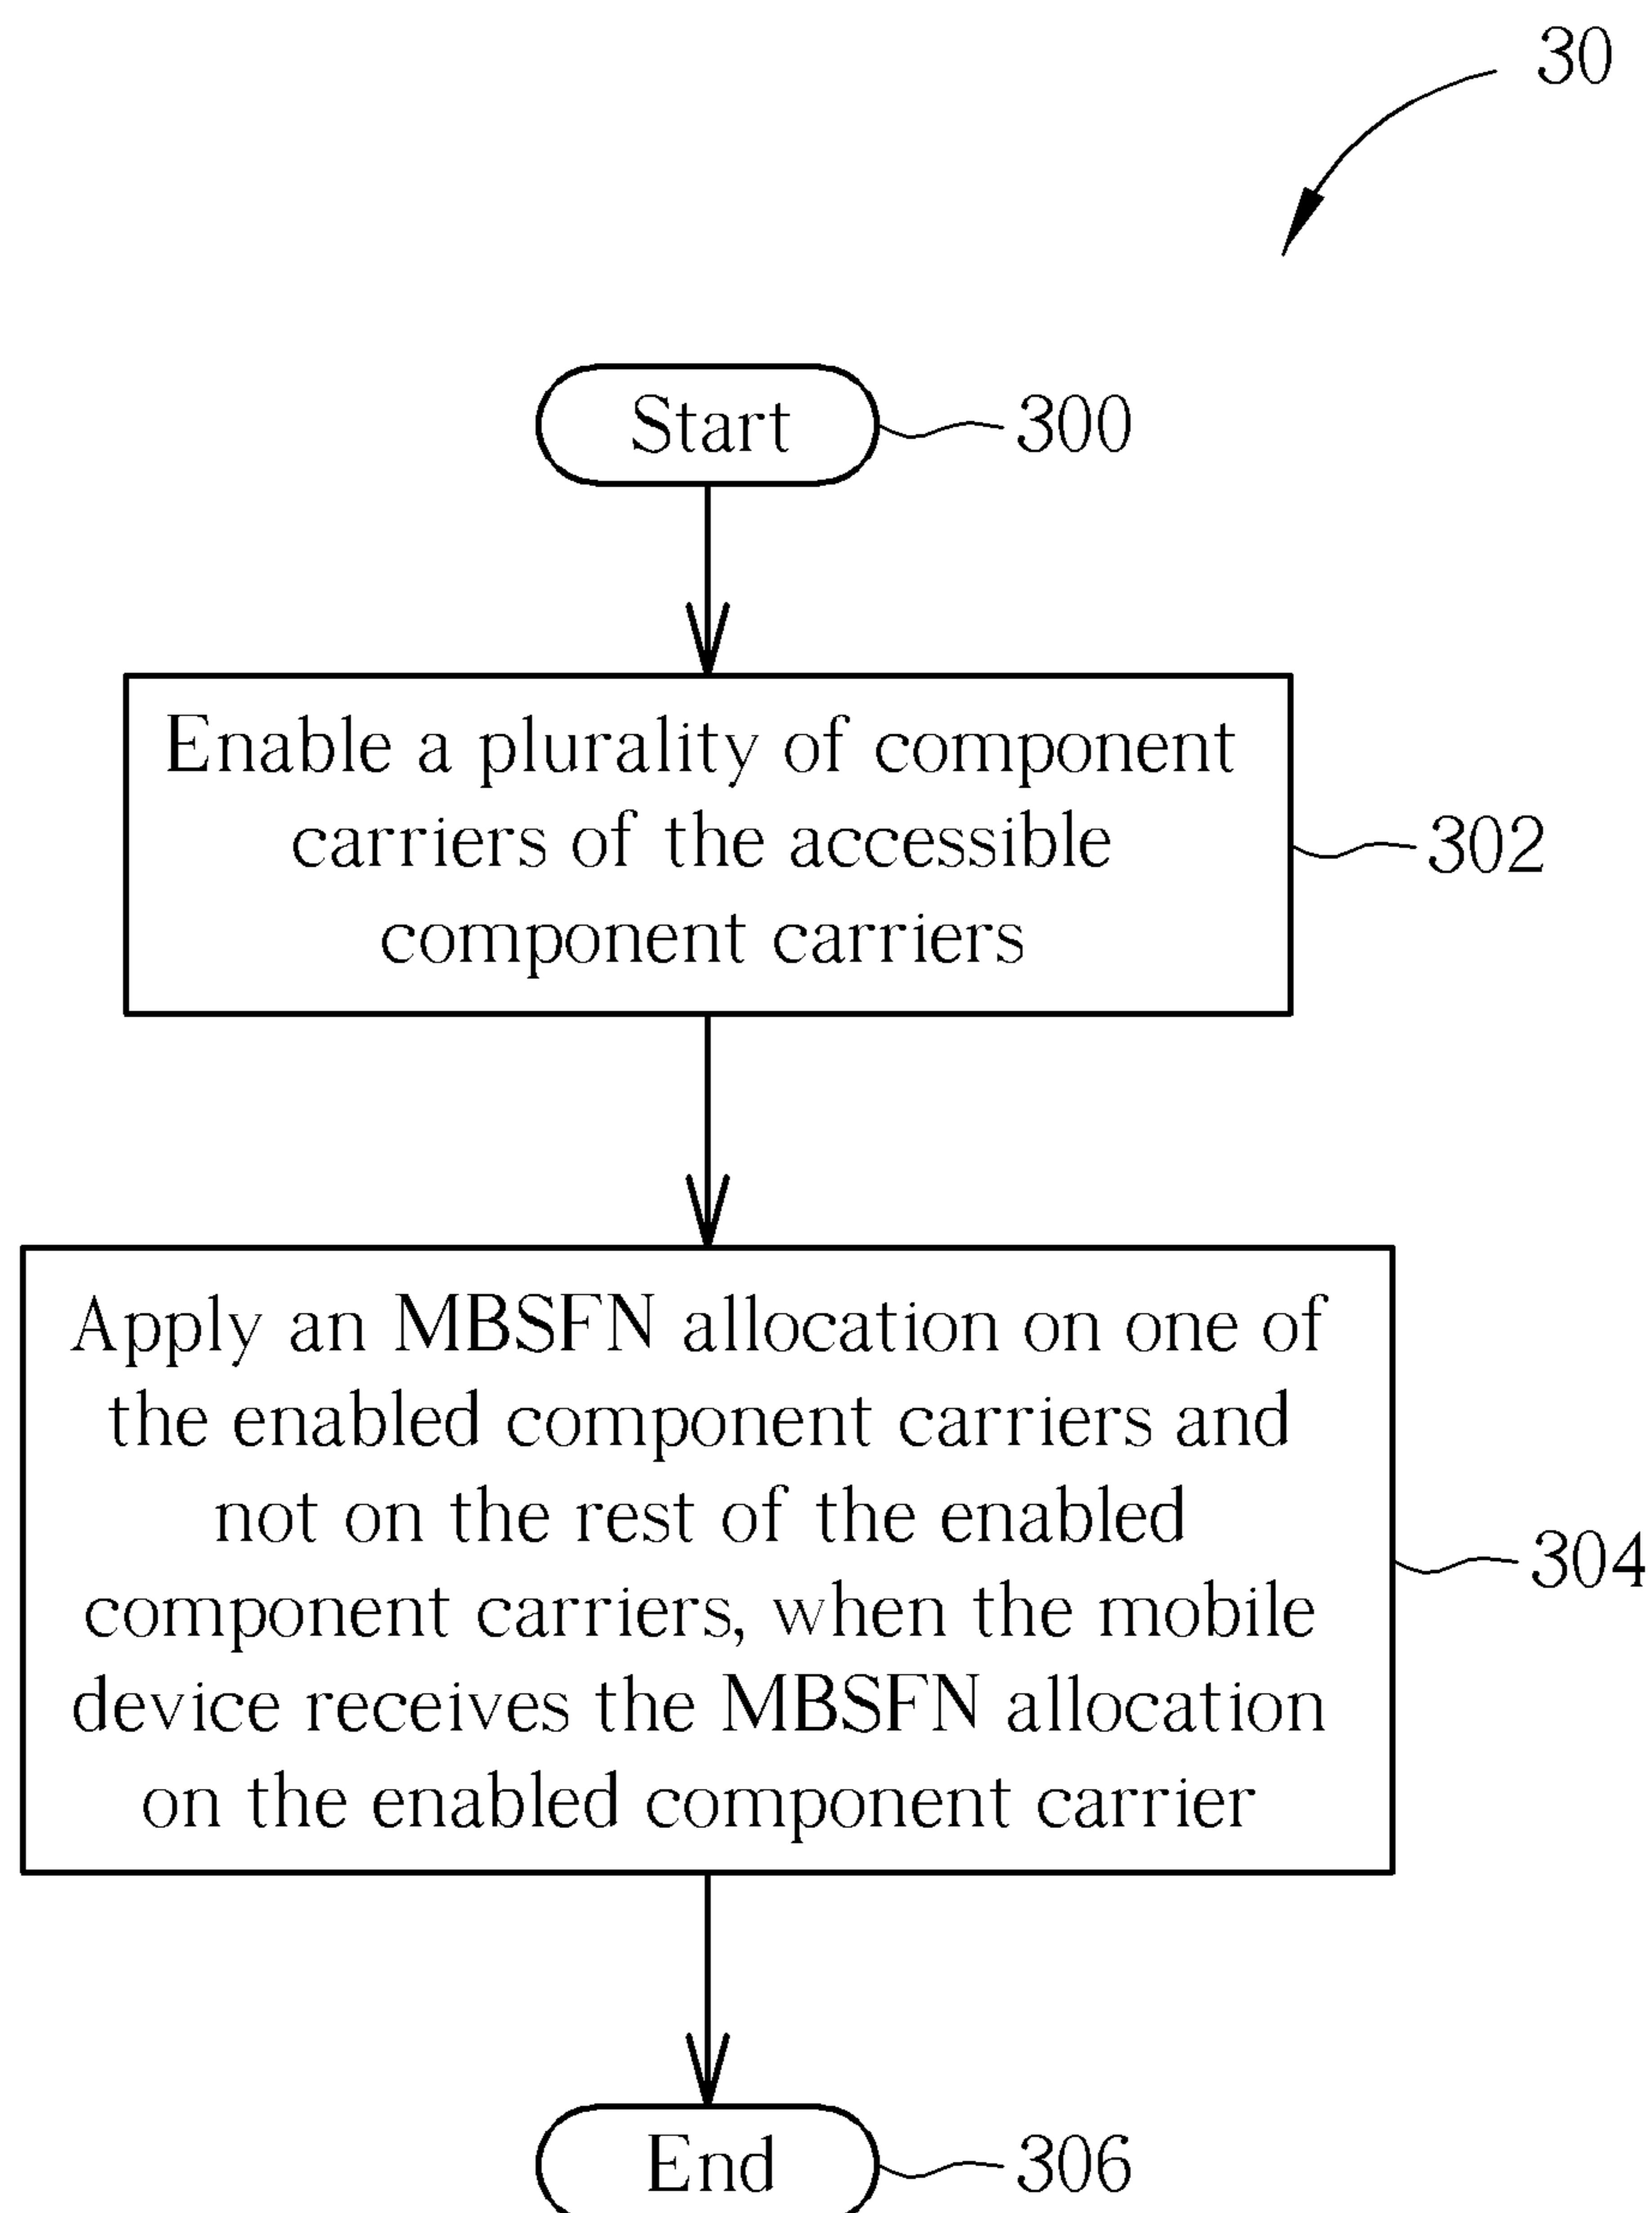 30
Start
300
Enable a plurality of component
carriers of the accessible
component carriers
302
Apply an MBSFN allocation on one of
the enabled component carriers and
not on the rest of the enabled
component carriers, when the mobile
device receives the MBSFN allocation
on the enabled component carrier
304
End
306